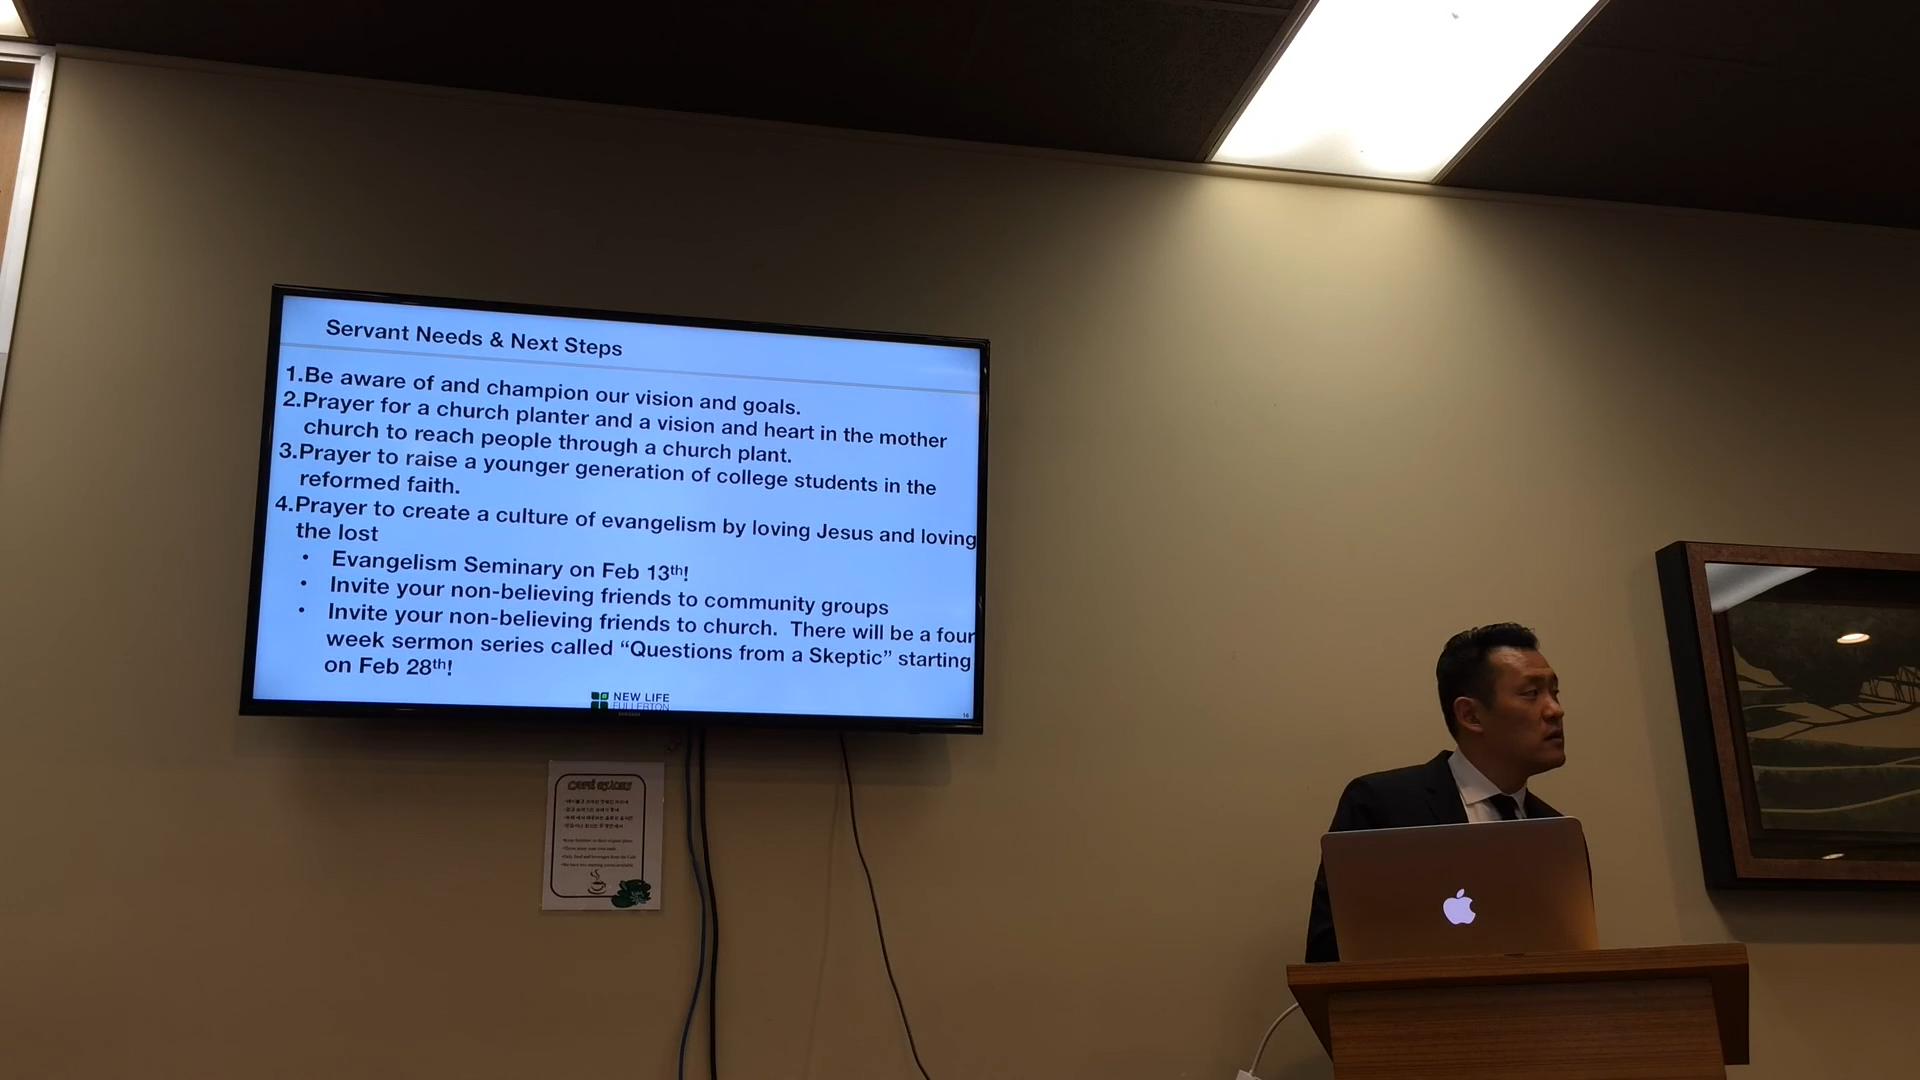 Servant Needs & Next Steps
1.Be aware of and champion our vision and goals.
2.Prayer for a church planter and a vision and heart in the mother
church to reach people through a church plant.
3.Prayer to raise a younger generation of college students in the
reformed faith.
4.Prayer to create a culture of evangelism by loving Jesus and loving
the lost
• Evangelism Seminary on Feb 13th!
• Invite your non-believing friends to community groups
• Invite your non-believing friends to church. There will be a four
week sermon series called “Questions from a Skeptic” starting
on Feb 28th!
NEW LIFE
FULLERTON
SAMSUNG